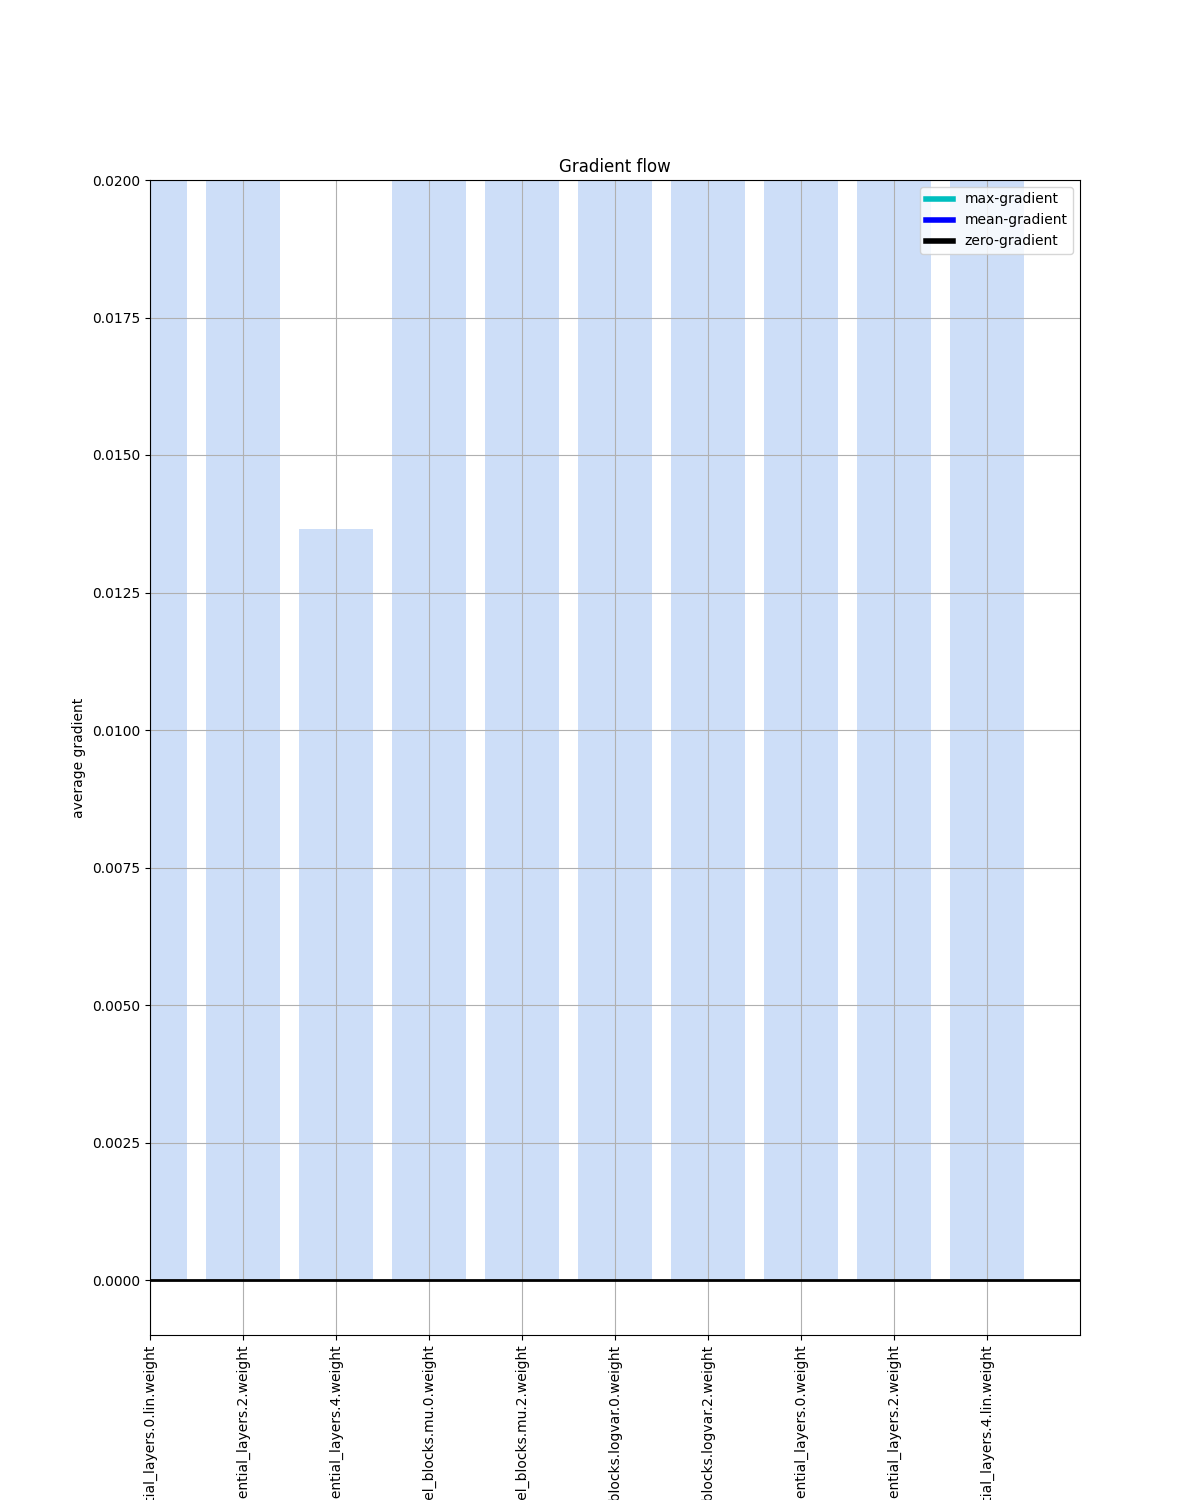 Gradient flow
max-gradient
mean-gradient
zero-gradient
average gradient
0.0200
0.0175
0.0150
0.0125
0.0100
0.0075
0.0050
0.0025
0.0000
tial_layers.0.lin.weight
ential_layers.2.weight
ential_layers.4.weight
el_blocks.mu.0.weight
el_blocks.mu.2.weight
blocks.logvar.0.weight
blocks.logvar.2.weight
ential_layers.0.weight
ential_layers.2.weight
tial_layers.4.lin.weight